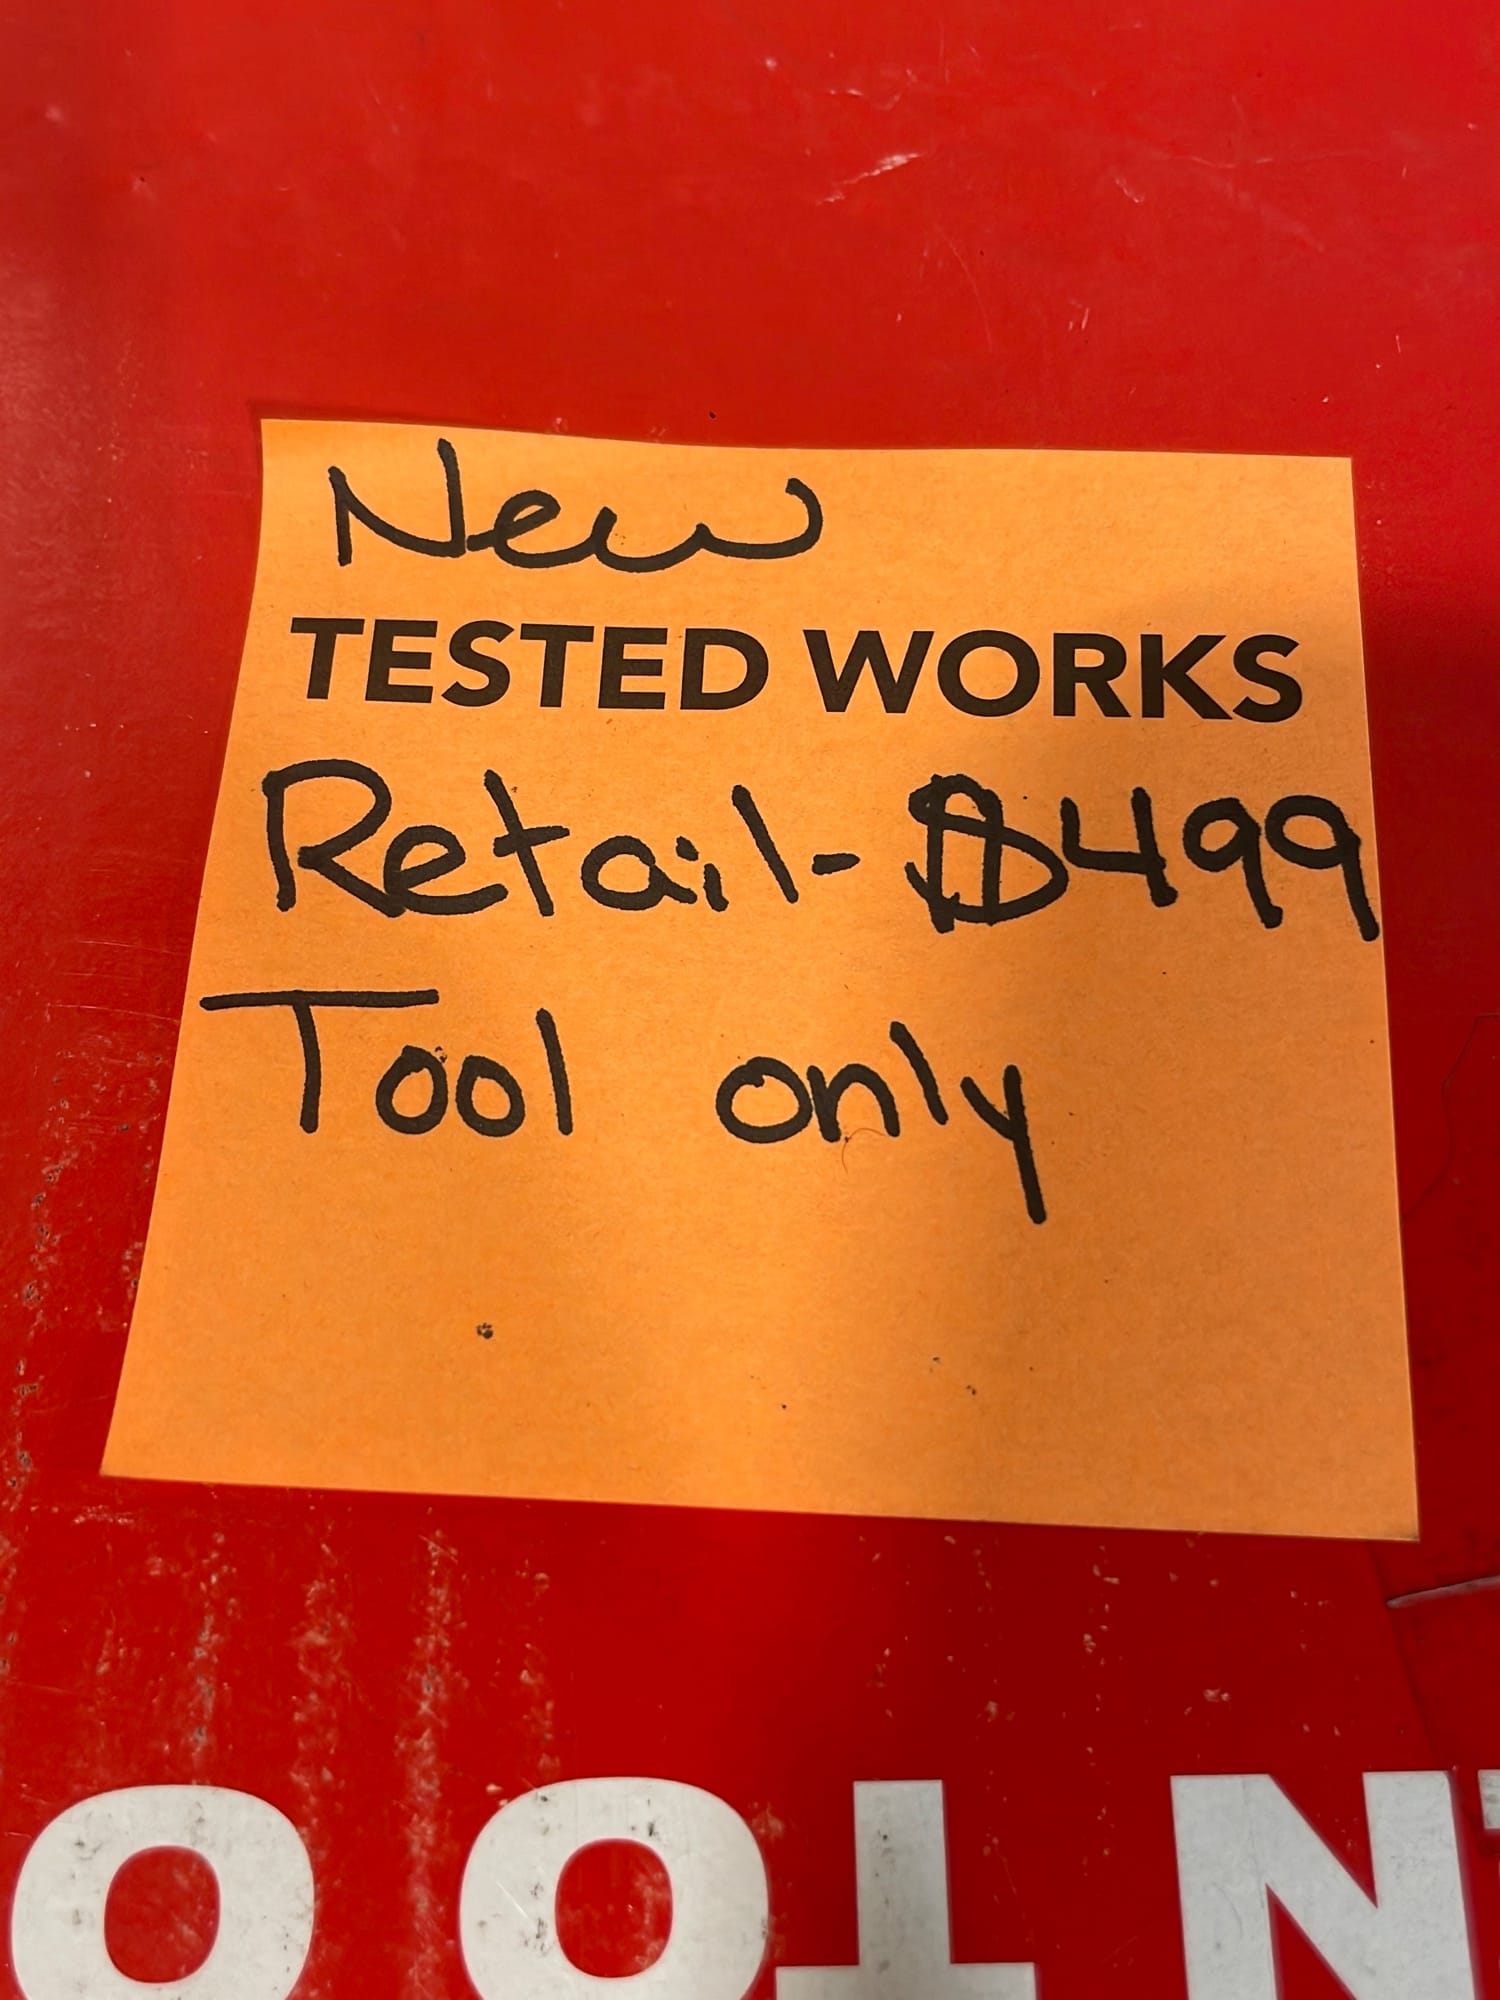 New
TESTED WORKS
Retail - $499
Tool only